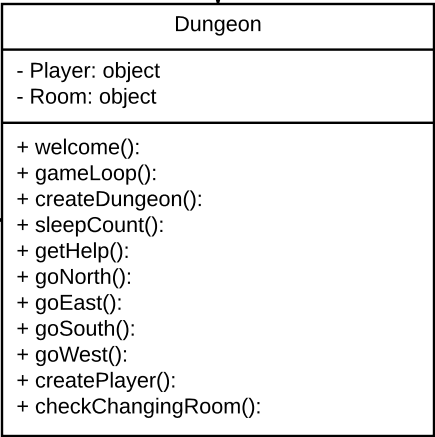 Dungeon
- Player: object
- Room: object
+ welcome():
+ gameLoop():
+ createDungeon():
+ sleepCount():
+ getHelp():
+ goNorth():
+ goEast():
+ goSouth():
+ goWest():
+ createPlayer():
+ checkChangingRoom():